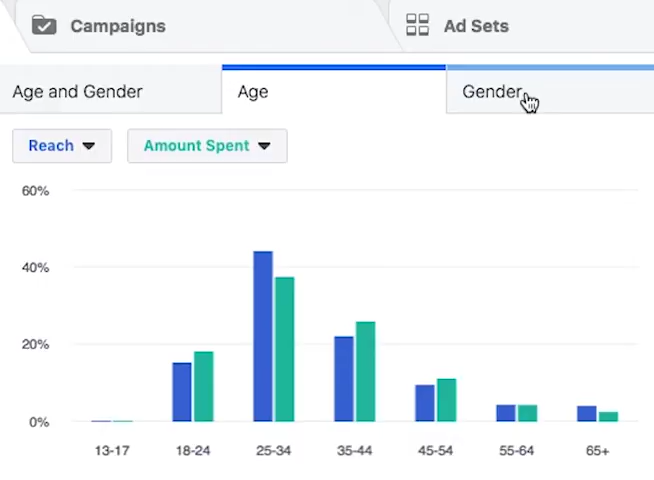 Campaigns Ad Sets
Age and Gender Age Gender
Reach Amount Spent
60%
40%
20%
0%
13-17 18-24 25-34 35-44 45-54 55-64 65+